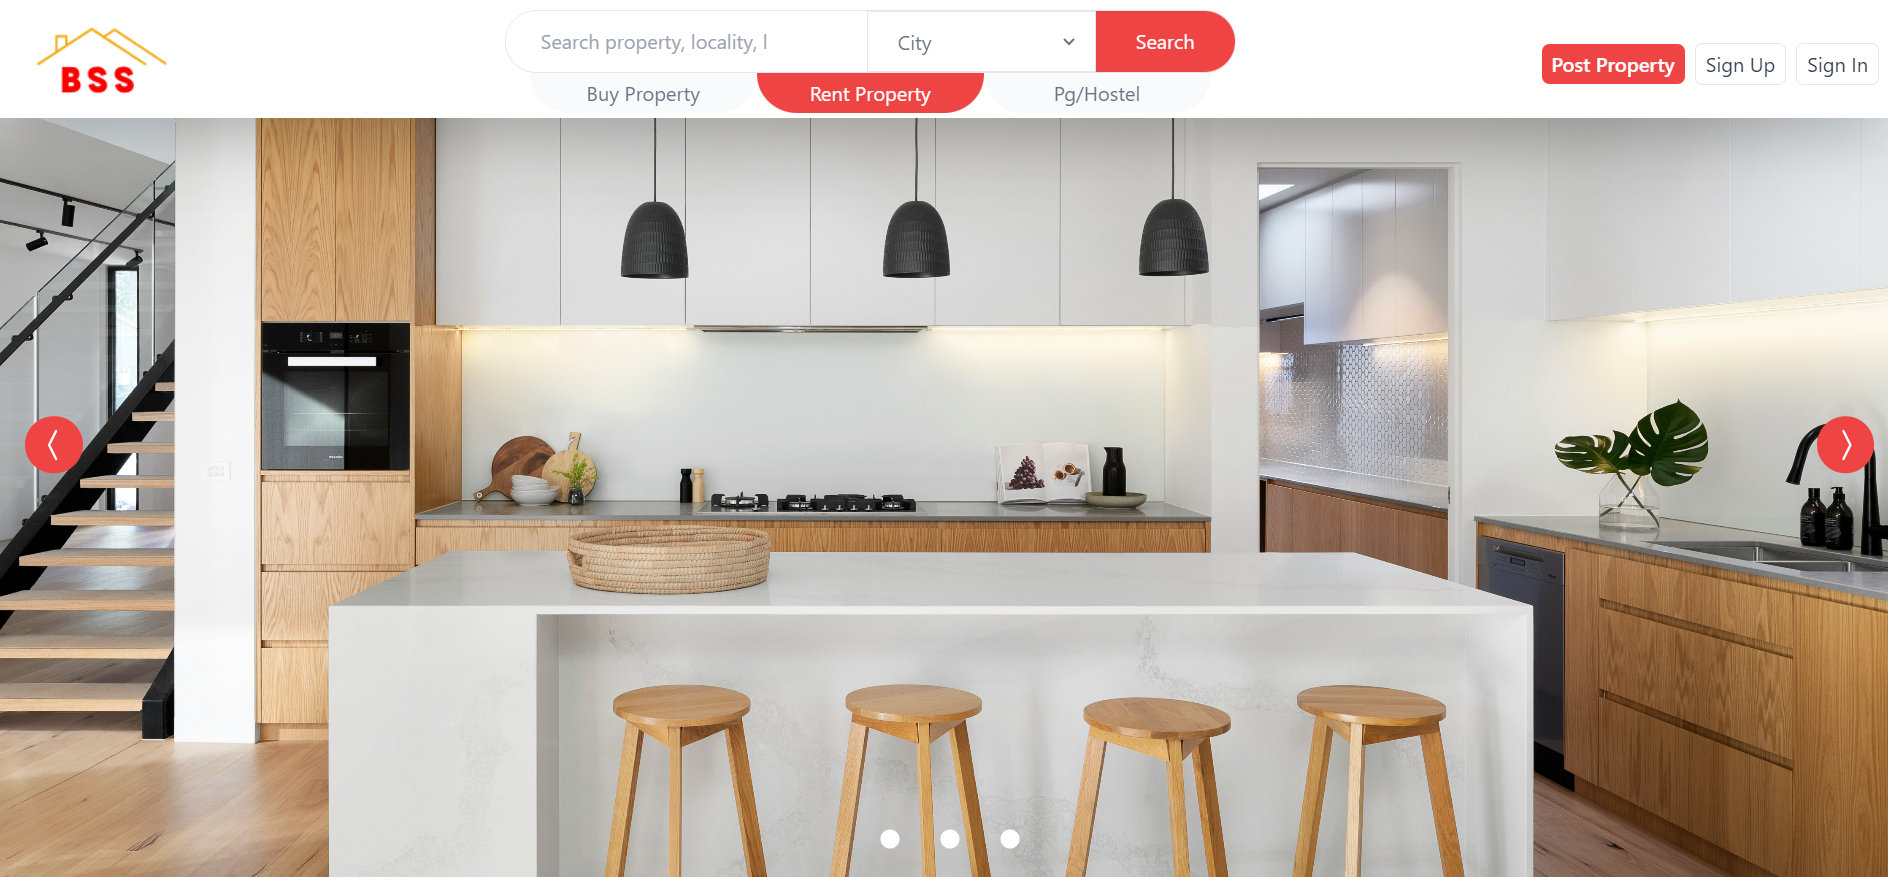 BSS
Search property, locality, l
City
Search
Buy Property
Rent Property
Pg/Hostel
Post Property
Sign Up
Sign In